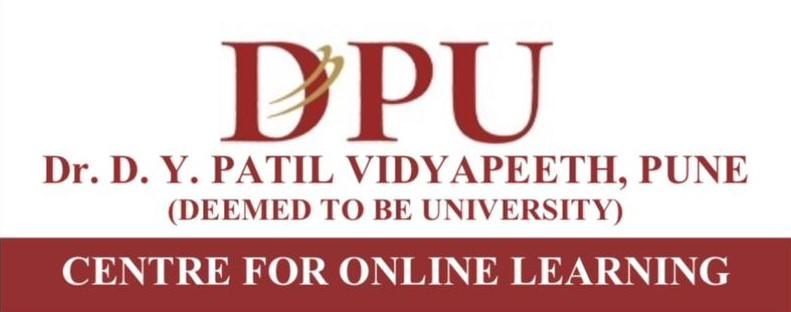 DPU
Dr. D. Y. PATIL VIDYAPEETH, PUNE
(DEEMED TO BE UNIVERSITY)
CENTRE FOR ONLINE LEARNING